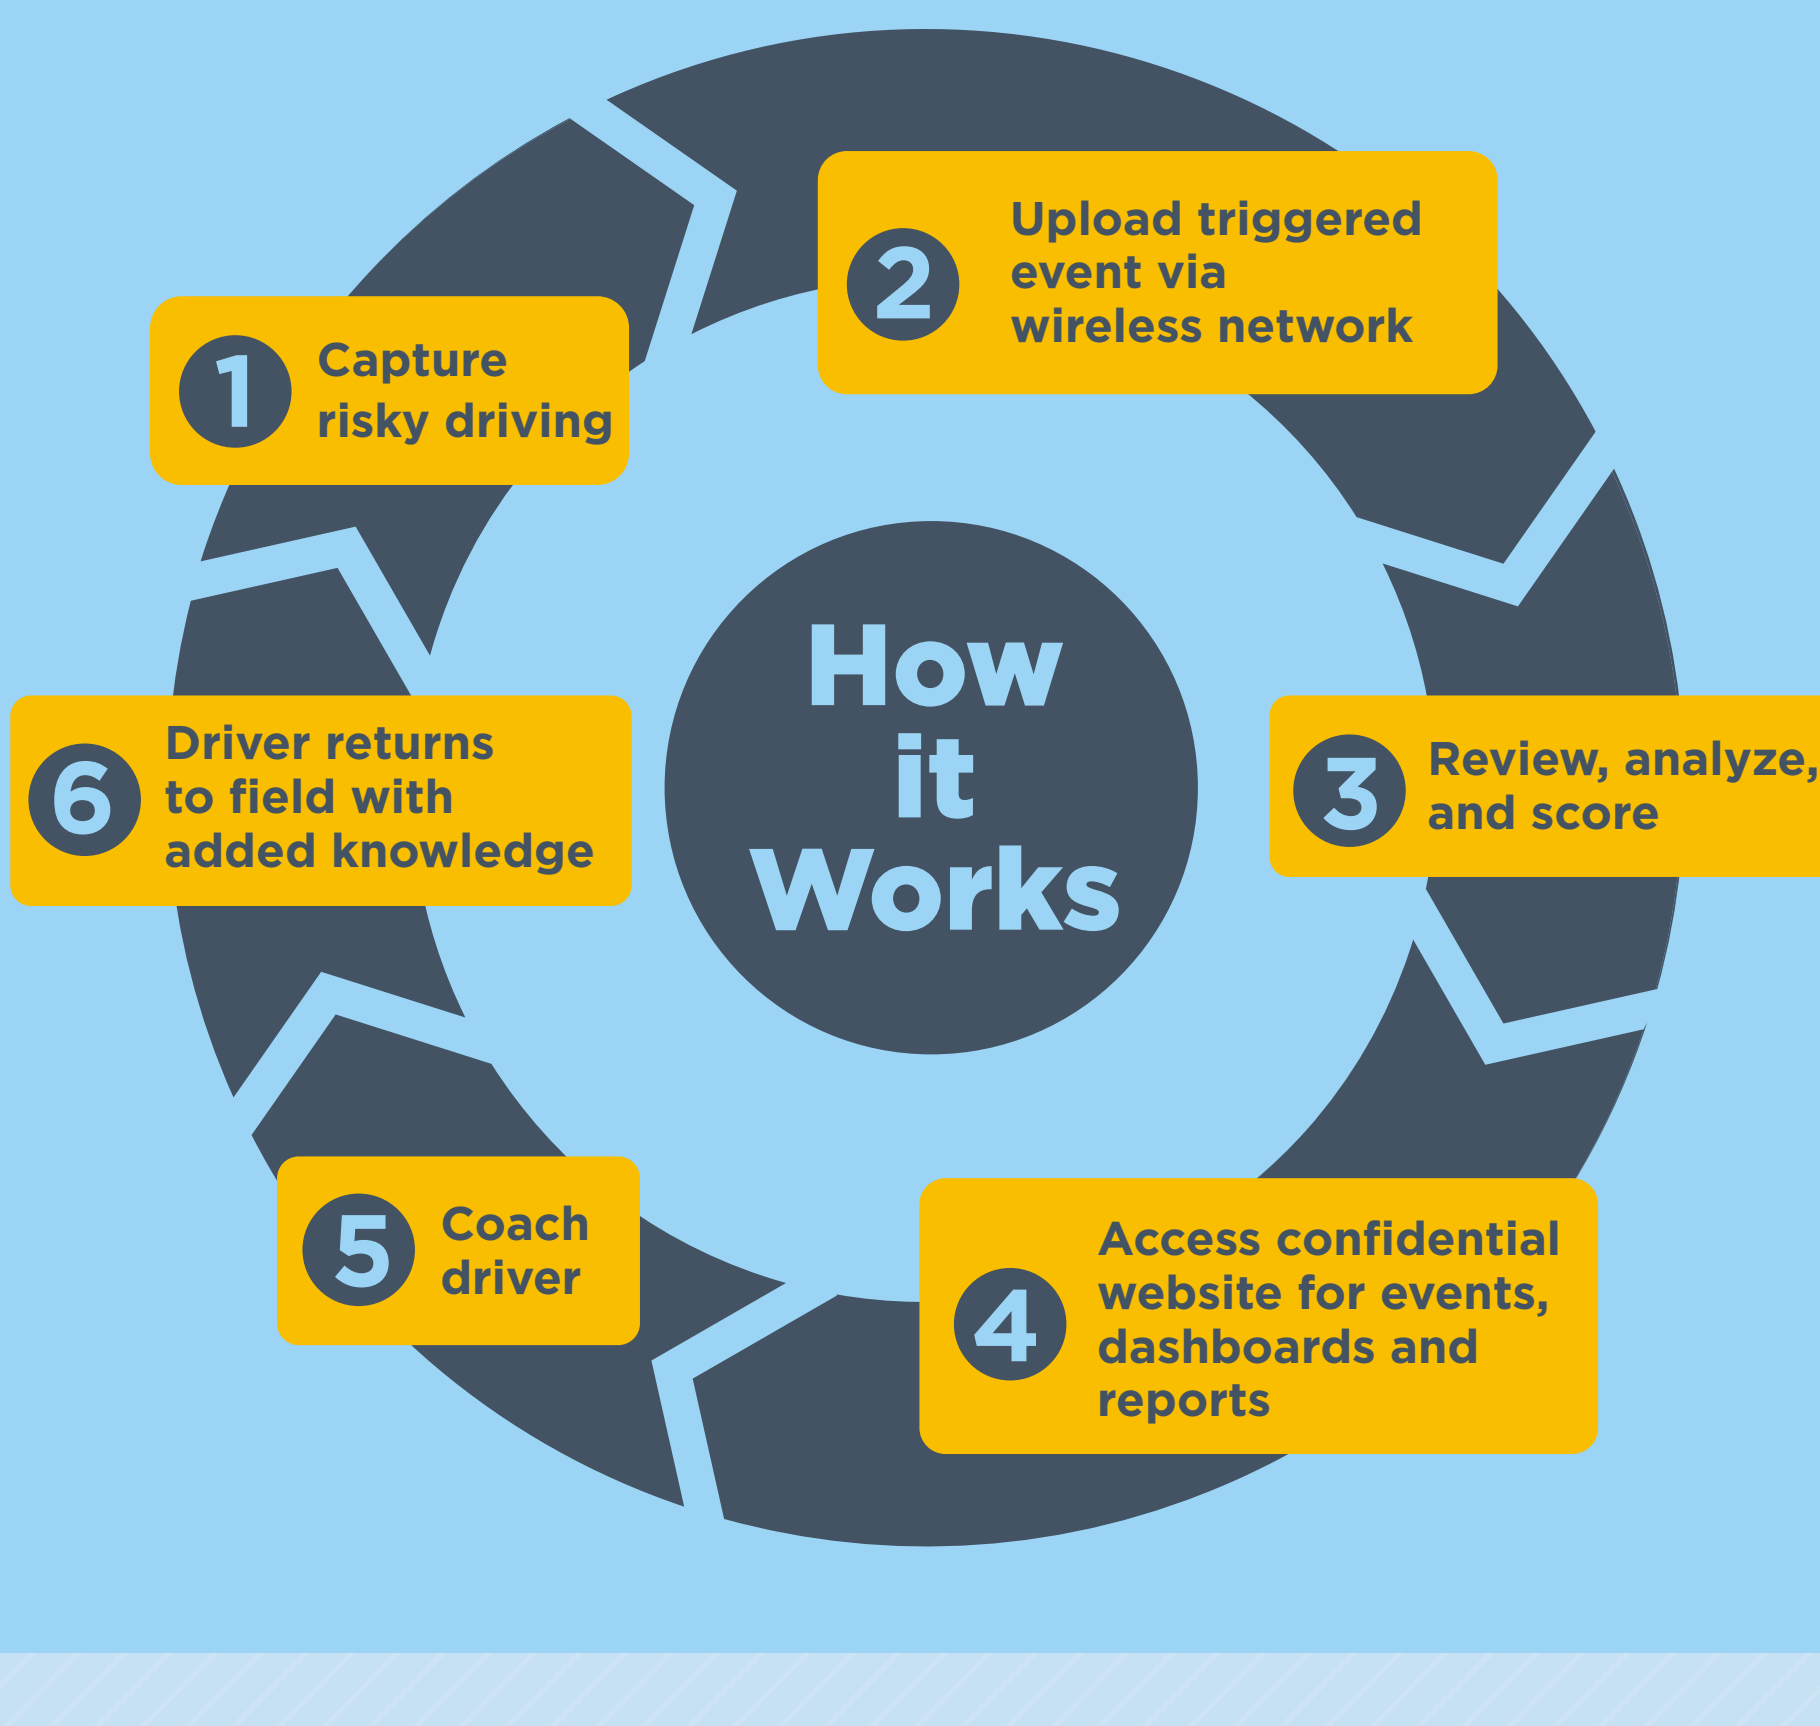 1
Capture
risky driving
2
Upload triggered
event via
wireless network
3
Review, analyze,
and score
4
Access confidential
website for events,
dashboards and
reports
5
Coach
driver
6
Driver returns
to field with
added knowledge
How
it
Works